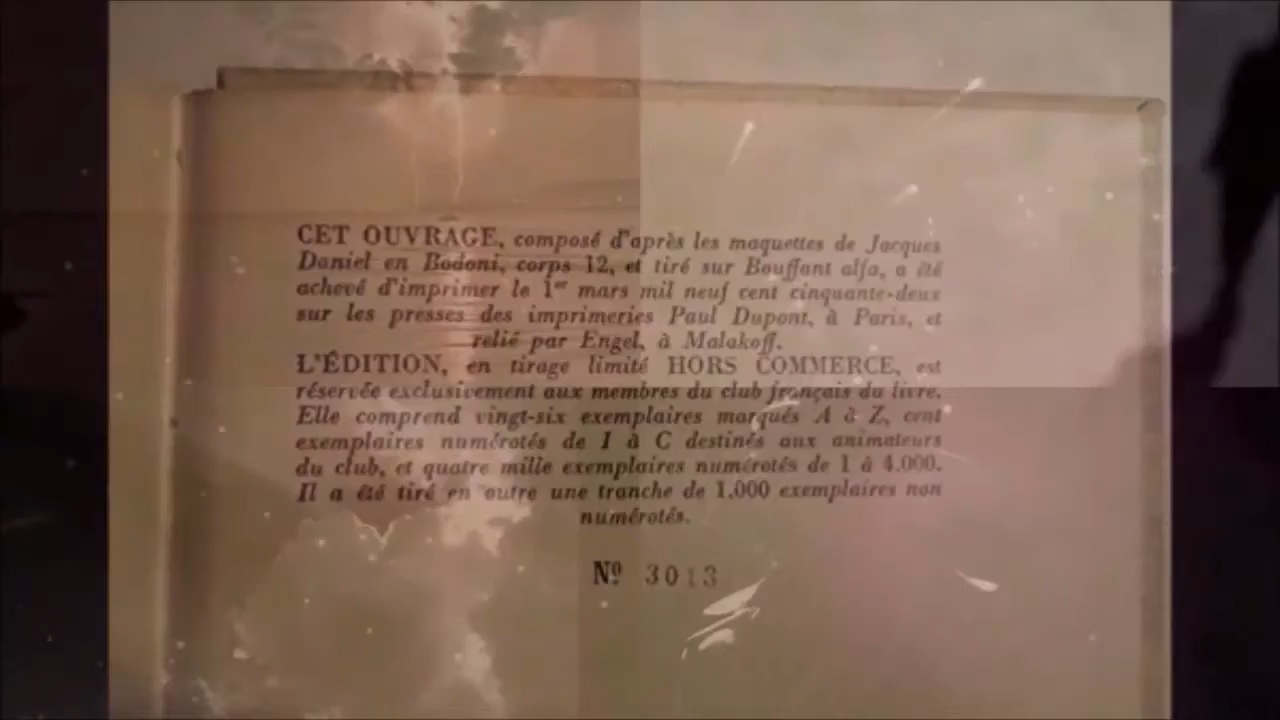 CET OUVRAGE, composé d'après les maquettes de Jacques
Daniel en Bodoni, corps 12, et tiré sur Bouffant alfa, a été
achevé d'imprimer le 1er mars mil neuf cent cinquante-deux
sur les presses des imprimeries Paul Dupont, à Paris, et
relié par Engel, à Malakoff.
L'ÉDITION, en tirage limité HORS COMMERCE, est
réservée exclusivement aux membres du club français du livre.
Elle comprend vingt-six exemplaires marqués A à Z, cent
exemplaires numérotés de I à C destinés aux animateurs
du club, et quatre mille exemplaires numérotés de 1 à 4.000.
Il a été tiré en outre une tranche de 1.000 exemplaires non
numérotés.
Nº 3013